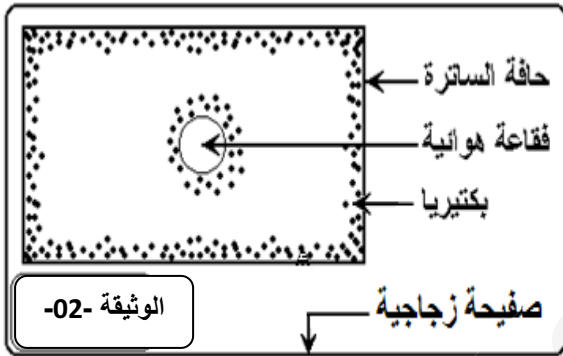 حافة الساترة
فقاعة هوائية
بكتيريا
صفيحة زجاجية
الوثيقة -02-